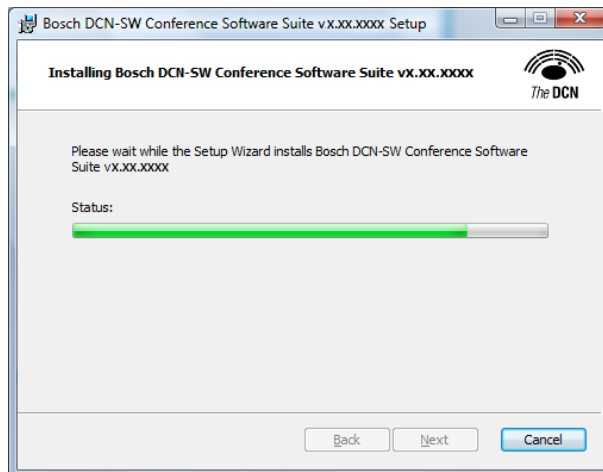 Bosch DCN-SW Conference Software Suite vx.xx.xxxx Setup
Installing Bosch DCN-SW Conference Software Suite vx.xx.xxxx
The DCN
Please wait while the Setup Wizard installs Bosch DCN-SW Conference Software
Suite vx.xx.xxxx
Status:
Back Next Cancel